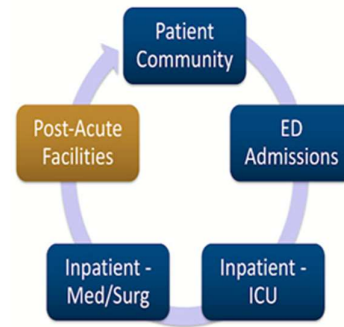 Patient
Community
ED
Admissions
Inpatient -
ICU
Inpatient -
Med/Surg
Post-Acute
Facilities